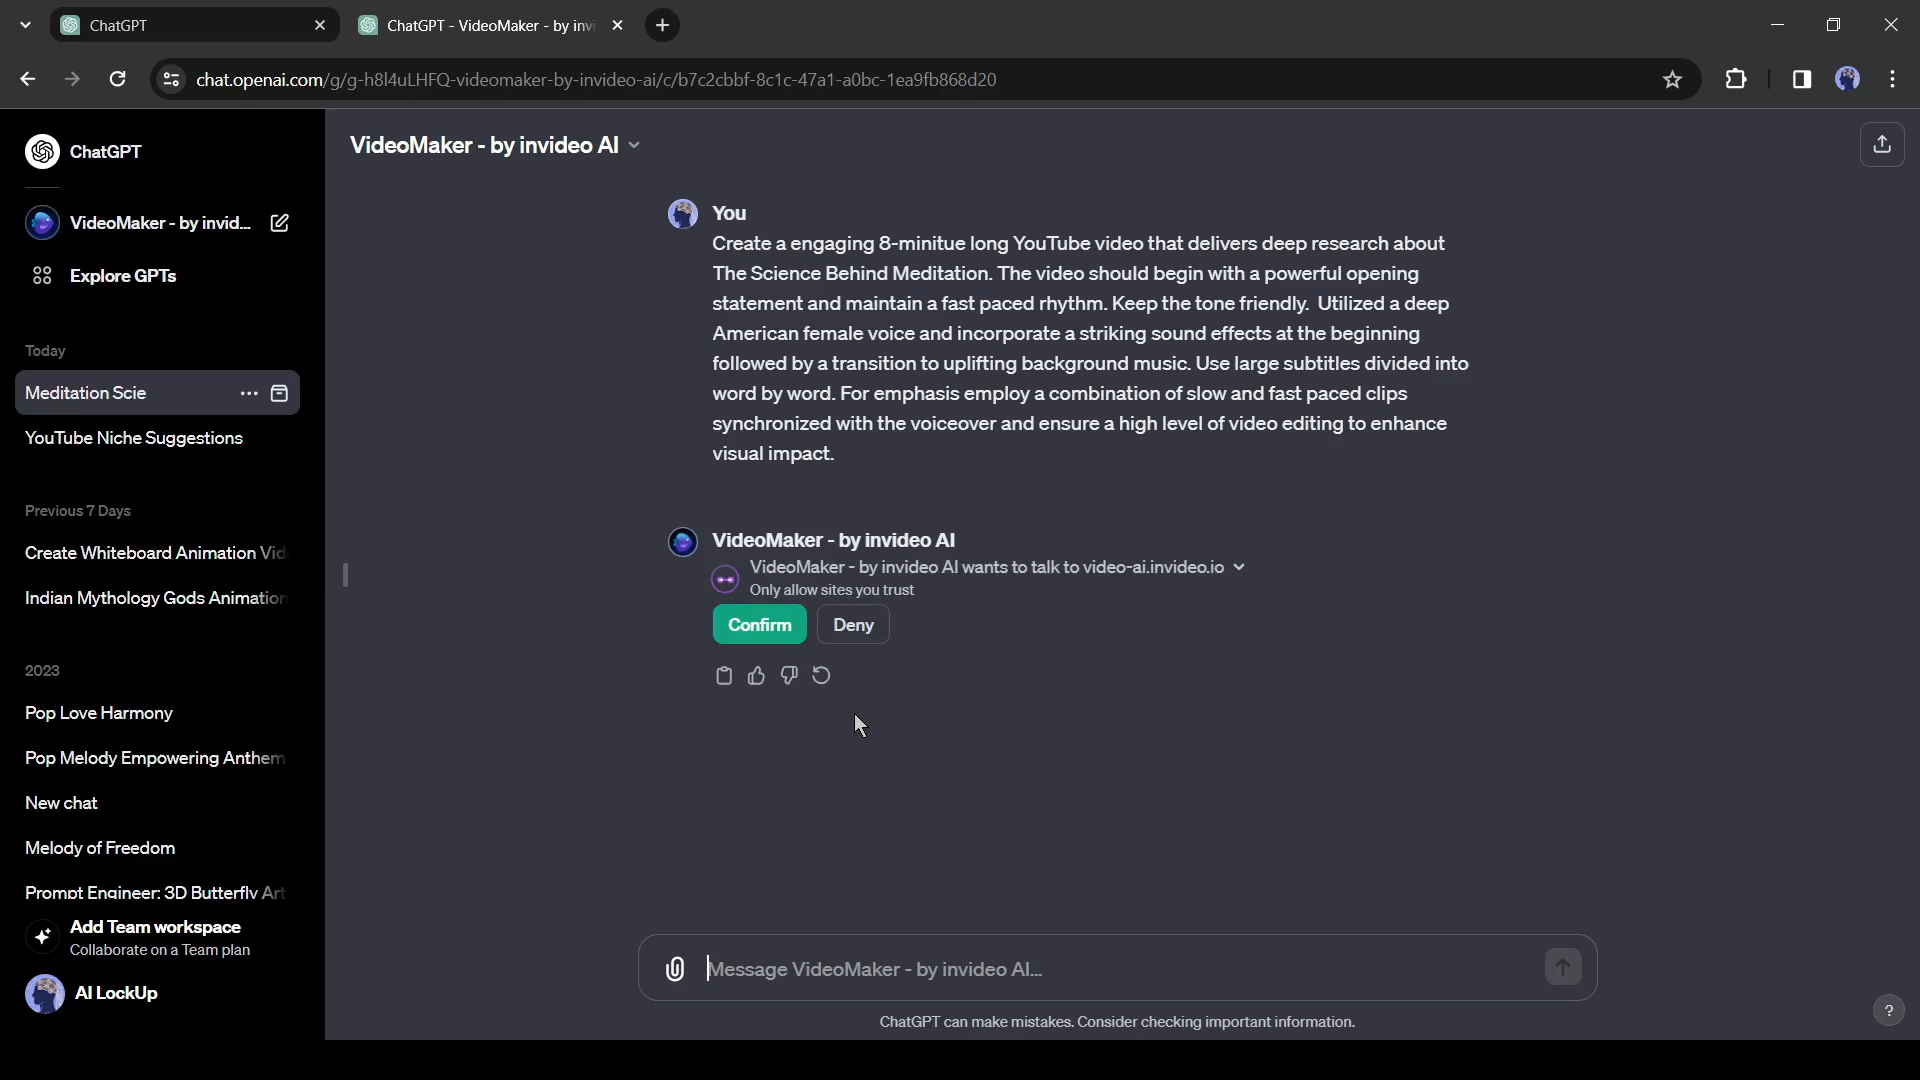 ChatGPT
ChatGPT - VideoMaker - by inv
chat.openai.com/g/g-h8l4uLHFQ-videomaker-by-invideo-ai/c/b7c2cbbf-8c1c-47a1-a0bc-1ea9fb868d20
ChatGPT
VideoMaker - by invid...
Explore GPTs
Today
Meditation Scie
YouTube Niche Suggestions
Previous 7 Days
Create Whiteboard Animation Vid
Indian Mythology Gods Animation
2023
Pop Love Harmony
Pop Melody Empowering Anthem
New chat
Melody of Freedom
Prompt Engineer: 3D Butterfly Art
Add Team workspace
Collaborate on a Team plan
AI LockUp
VideoMaker - by invideo AI
You
Create a engaging 8-minitue long YouTube video that delivers deep research about
The Science Behind Meditation. The video should begin with a powerful opening
statement and maintain a fast paced rhythm. Keep the tone friendly. Utilized a deep
American female voice and incorporate a striking sound effects at the beginning
followed by a transition to uplifting background music. Use large subtitles divided into
word by word. For emphasis employ a combination of slow and fast paced clips
synchronized with the voiceover and ensure a high level of video editing to enhance
visual impact.
VideoMaker - by invideo AI
VideoMaker - by invideo AI wants to talk to video-ai.invideo.io
Only allow sites you trust
Confirm
Deny
Message VideoMaker - by invideo AI...
ChatGPT can make mistakes. Consider checking important information.
?